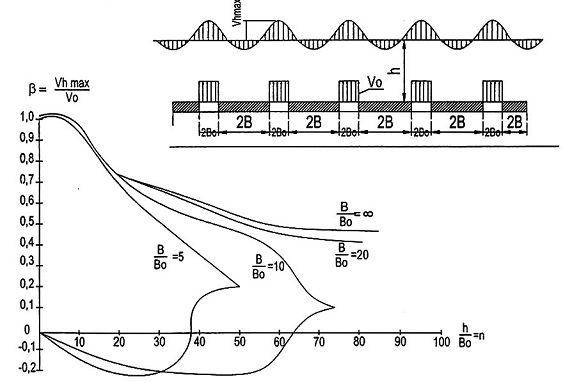 Vhmax
Vo
h
2Bo 2B 2Bo 2B 2Bo 2B 2Bo 2B 2Bo 2B
β = Vh max
Vo
1,0
0,9
0,8
0,7
0,6
0,5
0,4
0,3
0,2
0,1
0
-0,1
-0,2
B
Bo =∞
B
Bo =20
B
Bo =5
B
Bo =10
10 20 30 40 50 60 70 80 90 100
h
Bo =n